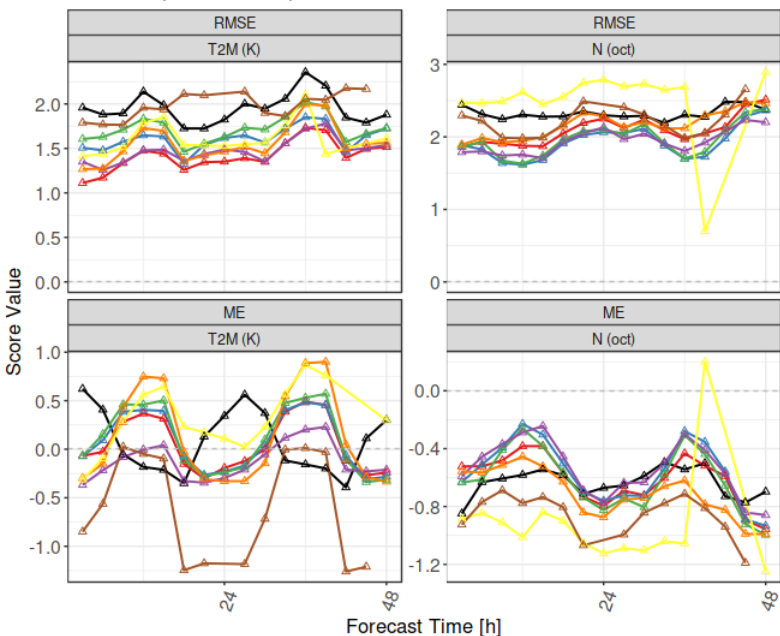 RMSE
RMSE
T2M (K)
N (oct)
2.0
1.5
1.0
0.5
0.0
3
2
1
0
ME
ME
T2M (K)
N (oct)
1.0
0.5
0.0
-0.5
-1.0
0.0
-0.4
-0.8
-1.2
Score Value
24
48
24
48
Forecast Time [h]